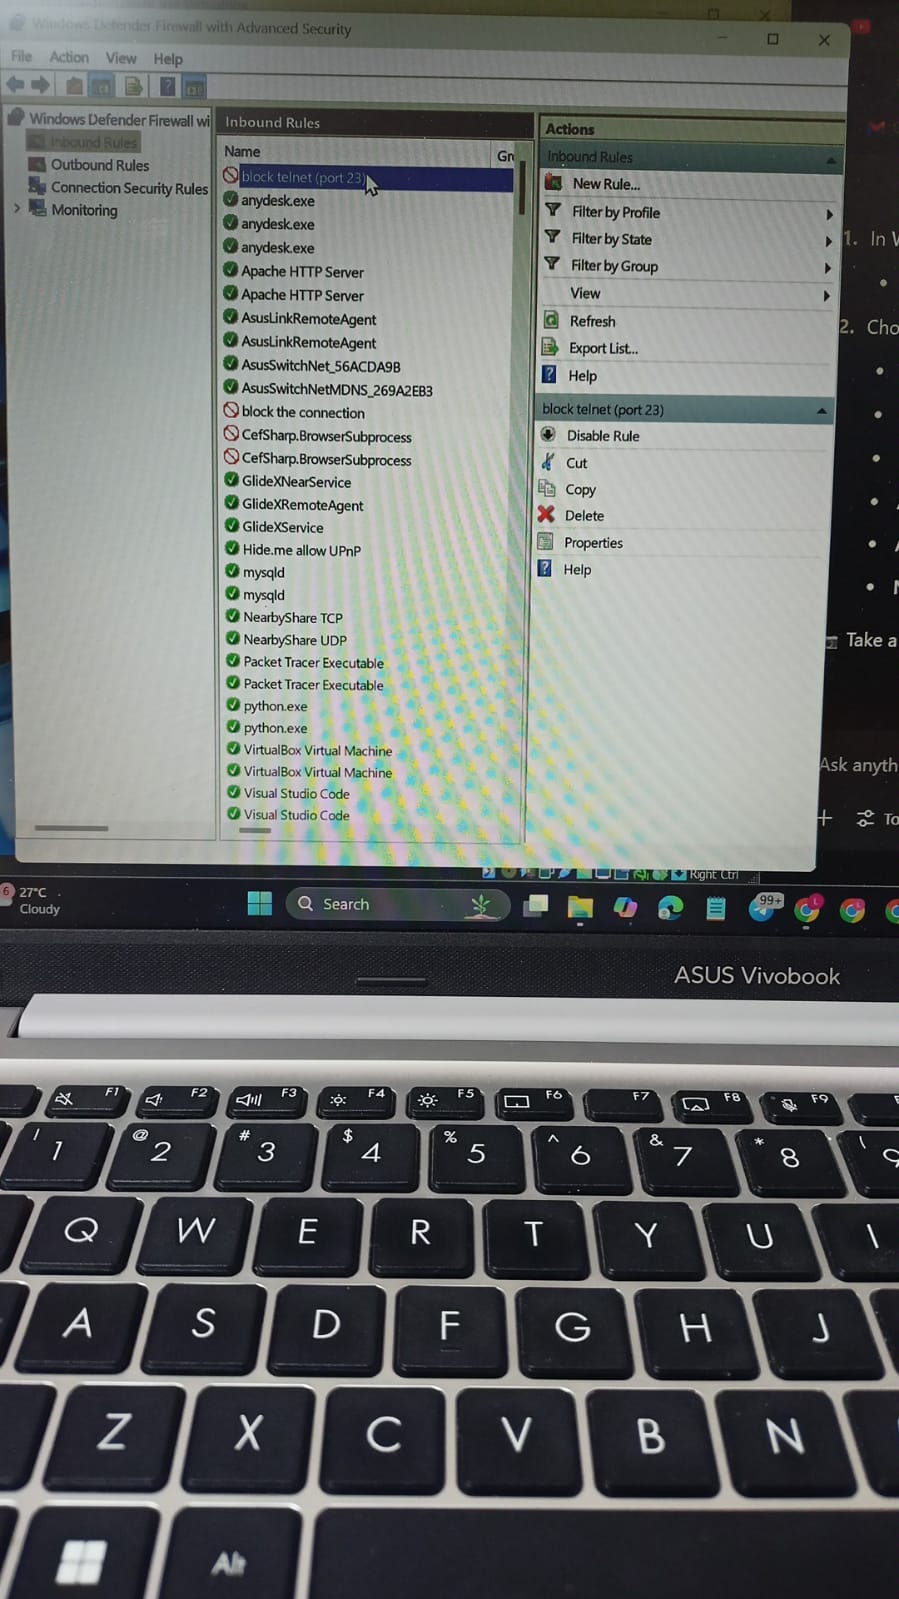 Windows Defender Firewall with Advanced Security
File Action View Help
Windows Defender Firewall wi
Inbound Rules
Outbound Rules
Connection Security Rules
Monitoring
Inbound Rules
Name
Gr
block telnet (port 23)
anydesk.exe
anydesk.exe
anydesk.exe
Apache HTTP Server
Apache HTTP Server
AsusLinkRemoteAgent
AsusLinkRemoteAgent
AsusSwitchNet_56ACDA9B
AsusSwitchNetMDNS_269A2EB3
block the connection
CefSharp.BrowserSubprocess
CefSharp.BrowserSubprocess
GlideXNearService
GlideXRemoteAgent
GlideXService
Hide.me allow UPnP
mysqld
mysqld
NearbyShare TCP
NearbyShare UDP
Packet Tracer Executable
Packet Tracer Executable
python.exe
python.exe
VirtualBox Virtual Machine
VirtualBox Virtual Machine
Visual Studio Code
Visual Studio Code
Actions
Inbound Rules
New Rule...
Filter by Profile
Filter by State
Filter by Group
View
Refresh
Export List...
Help
block telnet (port 23)
Disable Rule
Cut
Copy
Delete
Properties
Help
1. In W
2. Cho
Take a
Ask anyth
To
Right Ctrl
6 27°C
Cloudy
Search
99+
ASUS Vivobook
F1 F2 F3 F4 F5 F6 F7 F8 F9
! 1 @ 2 # 3 $ 4 % 5 ^ 6 & 7 * 8 ( 9
Q W E R T Y U I
A S D F G H J
Z X C V B N
Alt